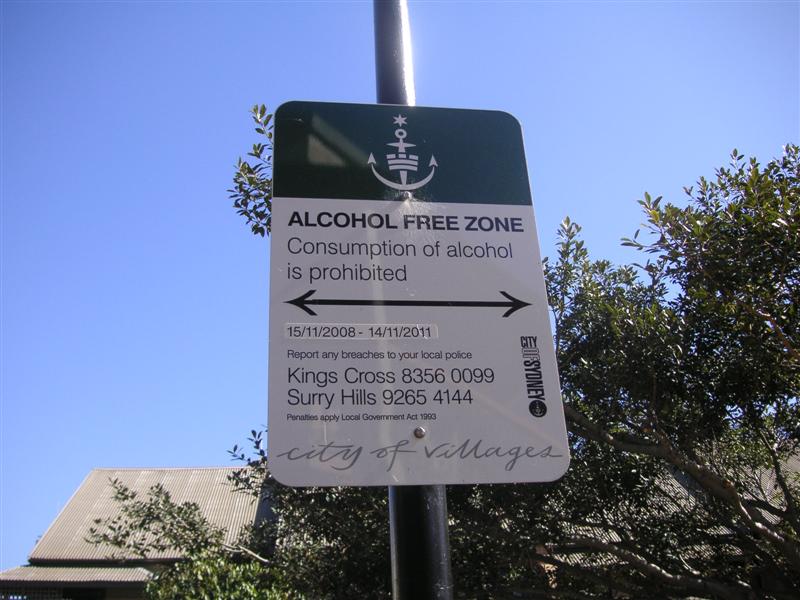 ALCOHOL FREE ZONE
Consumption of alcohol
is prohibited
15/11/2008 - 14/11/2011
Report any breaches to your local police
Kings Cross 8356 0099
Surry Hills 9265 4144
Penalties apply Local Government Act 1993
CITY OF SYDNEY
city of villages